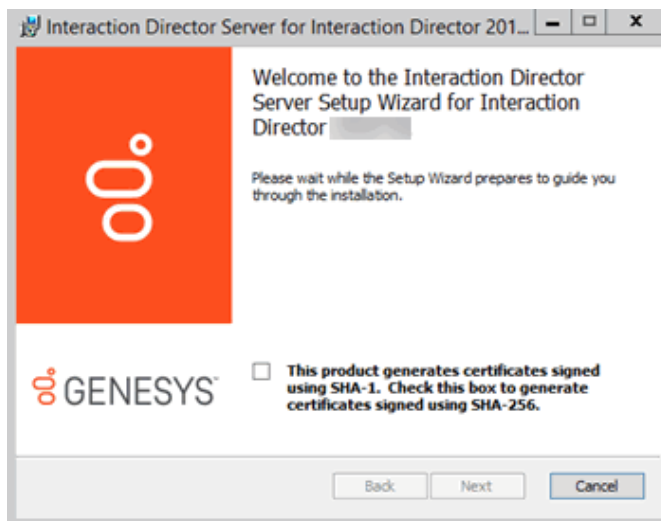 Interaction Director Server for Interaction Director 201...
Welcome to the Interaction Director
Server Setup Wizard for Interaction
Director
Please wait while the Setup Wizard prepares to guide you
through the installation.
This product generates certificates signed
using SHA-1. Check this box to generate
certificates signed using SHA-256.
GENESYS
Back Next Cancel